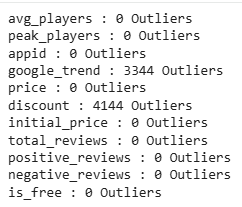 avg_players : 0 Outliers
peak_players : 0 Outliers
appid : 0 Outliers
google_trend : 3344 Outliers
price : 0 Outliers
discount : 4144 Outliers
initial_price : 0 Outliers
total_reviews : 0 Outliers
positive_reviews : 0 Outliers
negative_reviews : 0 Outliers
is_free : 0 Outliers